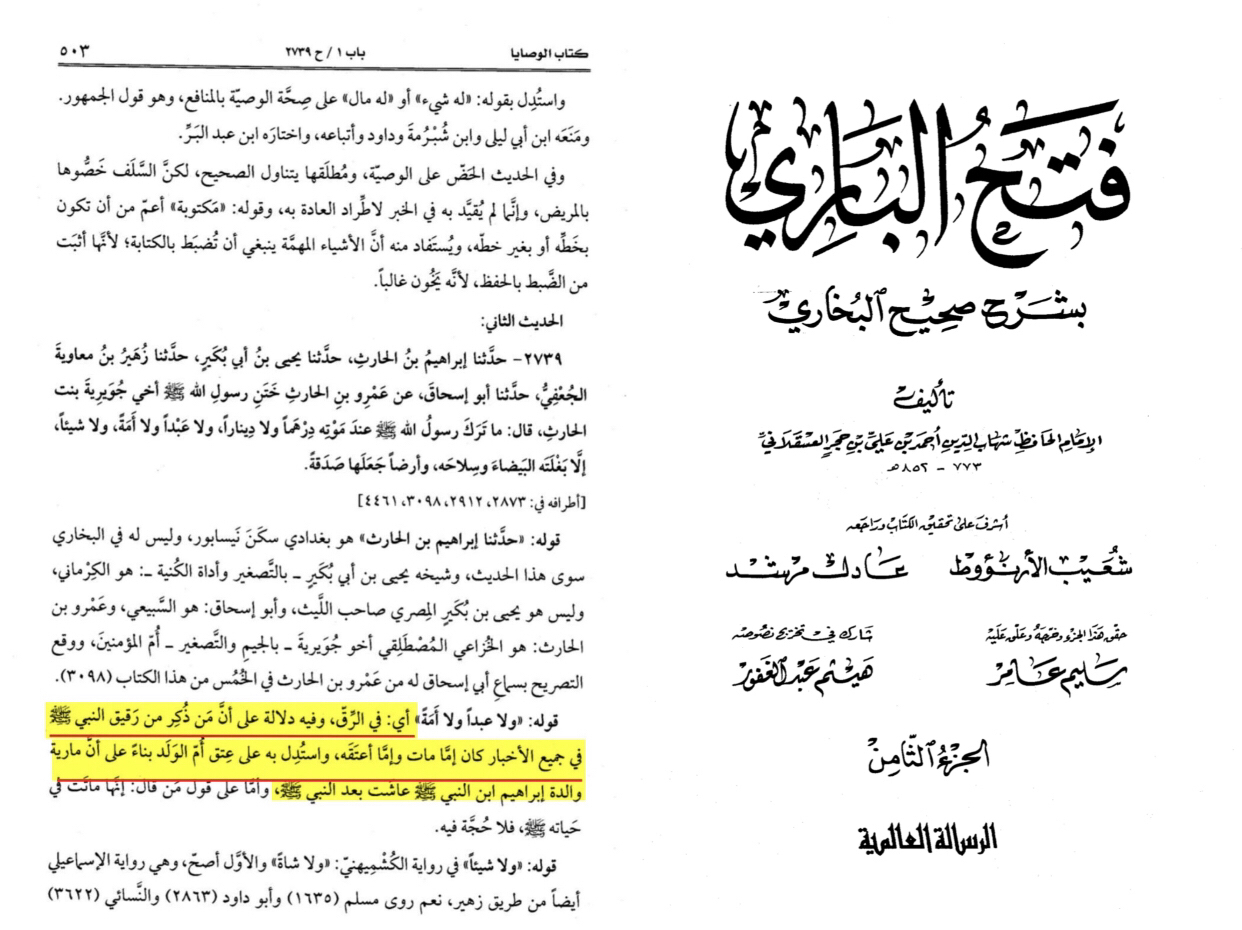 فتح الباري
بشرح صحيح البخاري
تأليف
الإمام الحافظ شهاب الدين أحمد بن علي بن حجر العسقلاني
٧٧٣ - ٨٥٢ هـ
أشرف على تحقيق الكتاب وراجعه
شعيب الأرنؤوط عادل مرشد
حقق هذا الجزء وخرجه وعلق عليه شارك في تخريج نصوصه
سليم عامر هيثم عبد الغفور
الجزء الثامن
الرسالة العالمية
كتاب الوصايا باب ١ / ح ٢٧٣٩ ٥٠٣
واستُدِل بقوله: «له شيء» أو «له مال» على صِحَّة الوصيّة بالمنافع، وهو قول الجمهور.
ومَنَعَه ابن أبي ليلى وابن شُبْرُمةَ وداود وأتباعه، واختارَه ابن عبد البَرِّ.
وفي الحديث الحَضّ على الوصيّة، ومُطلَقها يتناول الصحيح، لكنَّ السَّلَف خَصُّوها
بالمريض، وإنَّما لم يُقيَّد به في الخبر لاطِّراد العادة به، وقوله: «مَكتوبة» أعمّ من أن تكون
بخَطِّه أو بغير خطّه، ويُستَفاد منه أنَّ الأشياء المهمَّة ينبغي أن تُضبَط بالكتابة؛ لأنَّها أثبَت
من الضَّبط بالحفظ، لأنَّه يَخُون غالباً.
الحديث الثاني:
٢٧٣٩- حدَّثنا إبراهيمُ بنُ الحارثِ، حدَّثنا يحيى بنُ أبي بُكَيرٍ، حدَّثنا زُهَيرُ بنُ معاويةَ
الجُعْفِيُّ، حدَّثنا أبو إسحاقَ، عن عَمْرِو بنِ الحارثِ خَتَنِ رسولِ الله ﷺ أخي جُوَيرِيةَ بنت
الحارثِ، قال: ما تَرَكَ رسولُ الله ﷺ عندَ مَوْتِه دِرْهَماً ولا دِيناراً، ولا عَبْداً ولا أَمَةً، ولا شيئاً،
إلَّا بَغْلَتَه البيضاءَ وسِلاحَه، وأرضاً جَعَلَها صَدَقةً.
[أطرافه في: ٢٨٧٣، ٢٩١٢، ٣٠٩٨، ٤٤٦١]
قوله: «حدَّثنا إبراهيم بن الحارث» هو بغدادي سكَنَ نَيسابور، وليس له في البخاري
سوى هذا الحديث، وشيخه يحيى بن أبي بُكَيرٍ ـ بالتَّصغير وأداة الكُنية ـ: هو الكِرْماني،
وليس هو يحيى بن بُكَير المِصري صاحب اللَّيث، وأبو إسحاق: هو السَّبيعي، وعَمْرو بن
الحارث: هو الخُزاعي المُصْطَلِقي أخو جُوَيرية ـ بالجيم والتَّصغير ـ أمّ المؤمنينَ، ووقع
التصريح بسماعِ أبي إسحاق له من عَمْرو بن الحارث في الخُمُس من هذا الكتاب (٣٠٩٨).
قوله: «ولا عبداً ولا أَمَةً» أي: في الرِّقّ، وفيه دلالة على أنَّ مَن ذُكِر من رَقيق النبي ﷺ
في جميع الأخبار كان إمَّا مات وإمَّا أعتَقَه، واستُدِل به على عِتق أُمّ الوَلَد بناءً على أنَّ مارية
والدة إبراهيم ابن النبي ﷺ عاشَت بعد النبي ﷺ، وأمَّا على قول مَن قال: إنَّها ماتَت في
حَياته ﷺ، فلا حُجَّة فيه.
قوله: «ولا شيئاً» في رواية الكُشْمِيهنيّ: «ولا شاةً» والأوَّل أصحّ، وهي رواية الإسماعيلي
أيضاً من طريق زهير، نعم روى مسلم (١٦٣٥) وأبو داود (٢٨٦٣) والنَّسائي (٣٦٢٢)